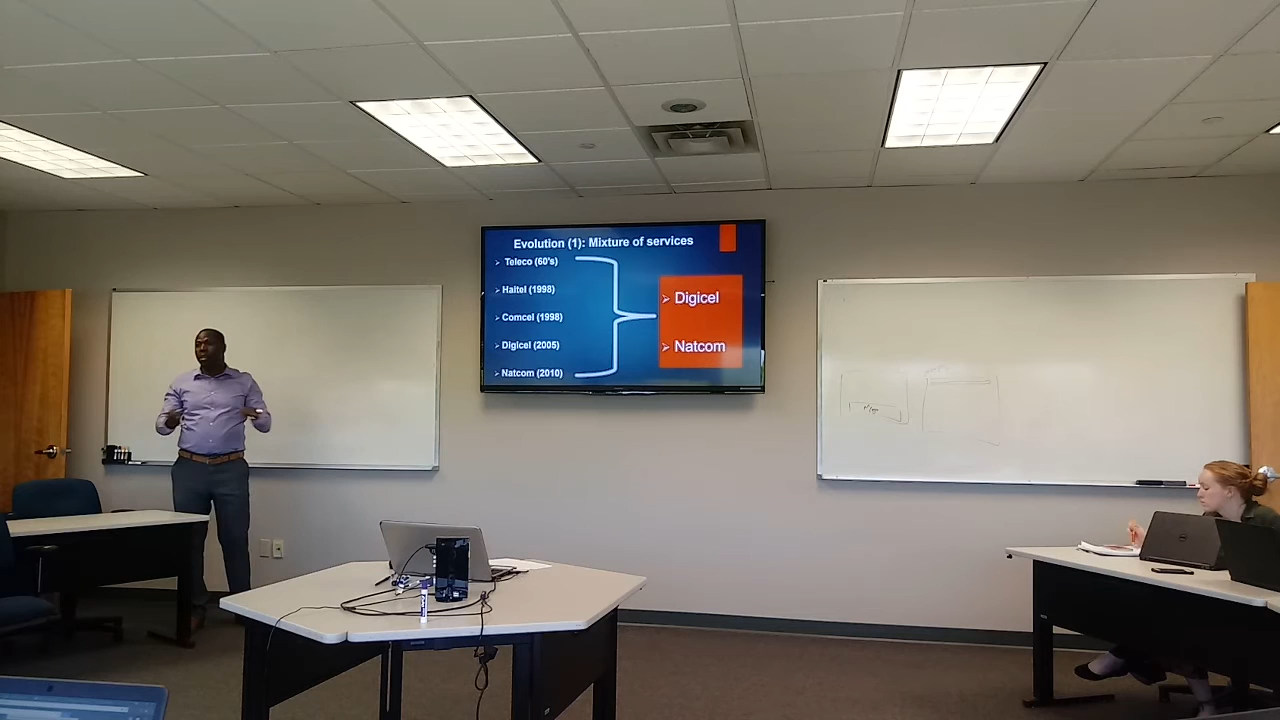 Evolution (1): Mixture of services
➢ Teleco (60's)
➢ Haitel (1998)
➢ Comcel (1998)
➢ Digicel (2005)
➢ Natcom (2010)
➢ Digicel
➢ Natcom